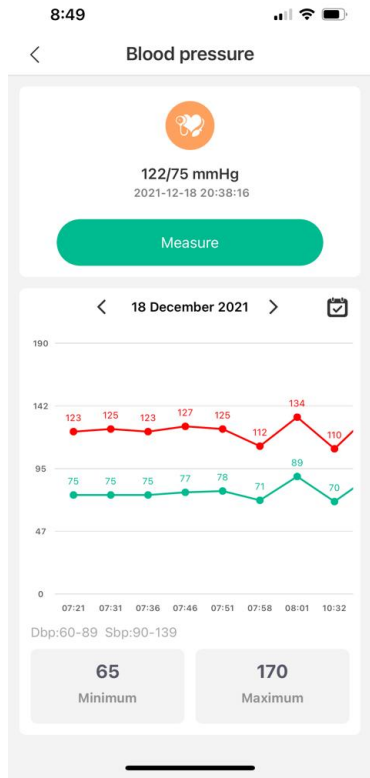 8:49
Blood pressure
122/75 mmHg
2021-12-18 20:38:16
Measure
18 December 2021
190
142
95
47
0
123 125 123 127 125 112 134 110
75 75 75 77 78 71 89 70
07:21 07:31 07:36 07:46 07:51 07:58 08:01 10:32
Dbp:60-89 Sbp:90-139
65 170
Minimum Maximum